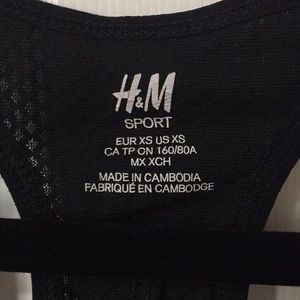 H&M
SPORT
EUR XS US XS
CA TP CN 160/80A
MX XCH
MADE IN CAMBODIA
FABRIQUÉ EN CAMBODGE